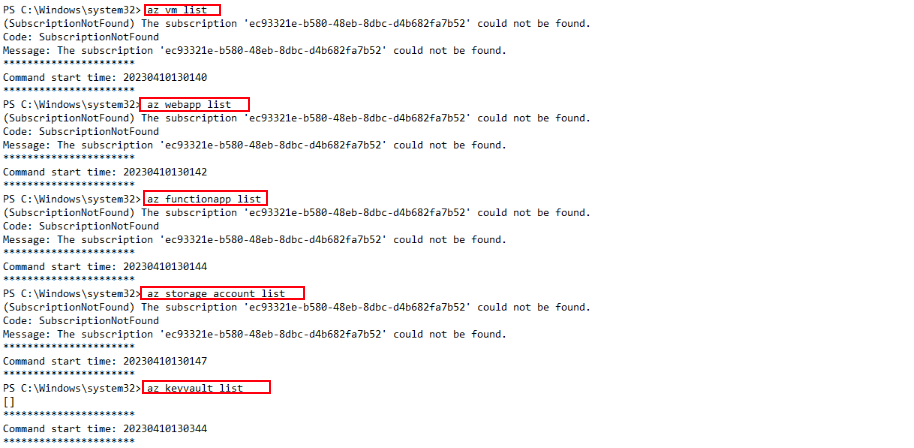 PS C:\Windows\system32> az vm list
(SubscriptionNotFound) The subscription 'ec93321e-b580-48eb-8dbc-d4b682fa7b52' could not be found.
Code: SubscriptionNotFound
Message: The subscription 'ec93321e-b580-48eb-8dbc-d4b682fa7b52' could not be found.
**********************
Command start time: 20230410130140
**********************
PS C:\Windows\system32> az webapp list
(SubscriptionNotFound) The subscription 'ec93321e-b580-48eb-8dbc-d4b682fa7b52' could not be found.
Code: SubscriptionNotFound
Message: The subscription 'ec93321e-b580-48eb-8dbc-d4b682fa7b52' could not be found.
**********************
Command start time: 20230410130142
**********************
PS C:\Windows\system32> az functionapp list
(SubscriptionNotFound) The subscription 'ec93321e-b580-48eb-8dbc-d4b682fa7b52' could not be found.
Code: SubscriptionNotFound
Message: The subscription 'ec93321e-b580-48eb-8dbc-d4b682fa7b52' could not be found.
**********************
Command start time: 20230410130144
**********************
PS C:\Windows\system32> az storage account list
(SubscriptionNotFound) The subscription 'ec93321e-b580-48eb-8dbc-d4b682fa7b52' could not be found.
Code: SubscriptionNotFound
Message: The subscription 'ec93321e-b580-48eb-8dbc-d4b682fa7b52' could not be found.
**********************
Command start time: 20230410130147
**********************
PS C:\Windows\system32> az keyvault list
[]
**********************
Command start time: 20230410130344
**********************